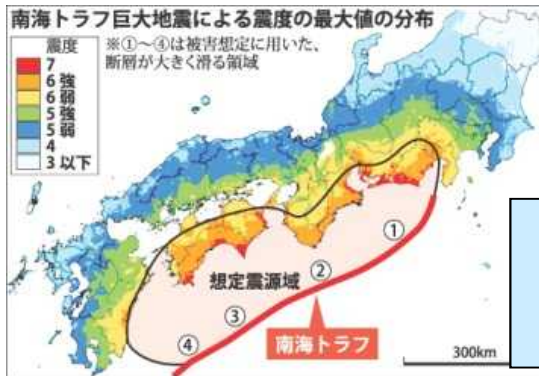 南海トラフ巨大地震による震度の最大値の分布
震度
※①〜④は被害想定に用いた、
断層が大きく滑る領域
7
6強
6弱
5強
5弱
4
3以下
①
②
想定震源域
③
④
南海トラフ
300km